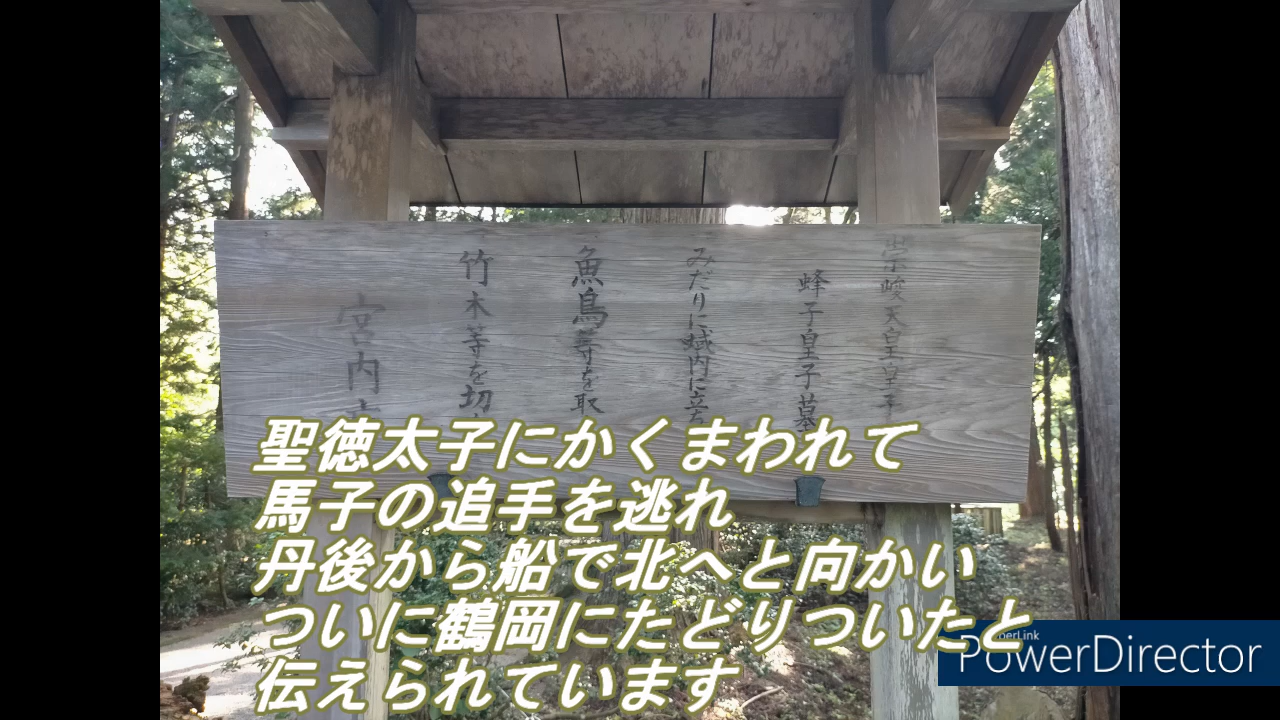 崇峻天皇皇子
蜂子皇子墓
みだりに域内に立ち
魚鳥等を取
竹木等を切
宮内
聖徳太子にかくまわれて
馬子の追手を逃れ
丹後から船で北へと向かい
ついに鶴岡にたどりついたと
伝えられています
PowerDirector